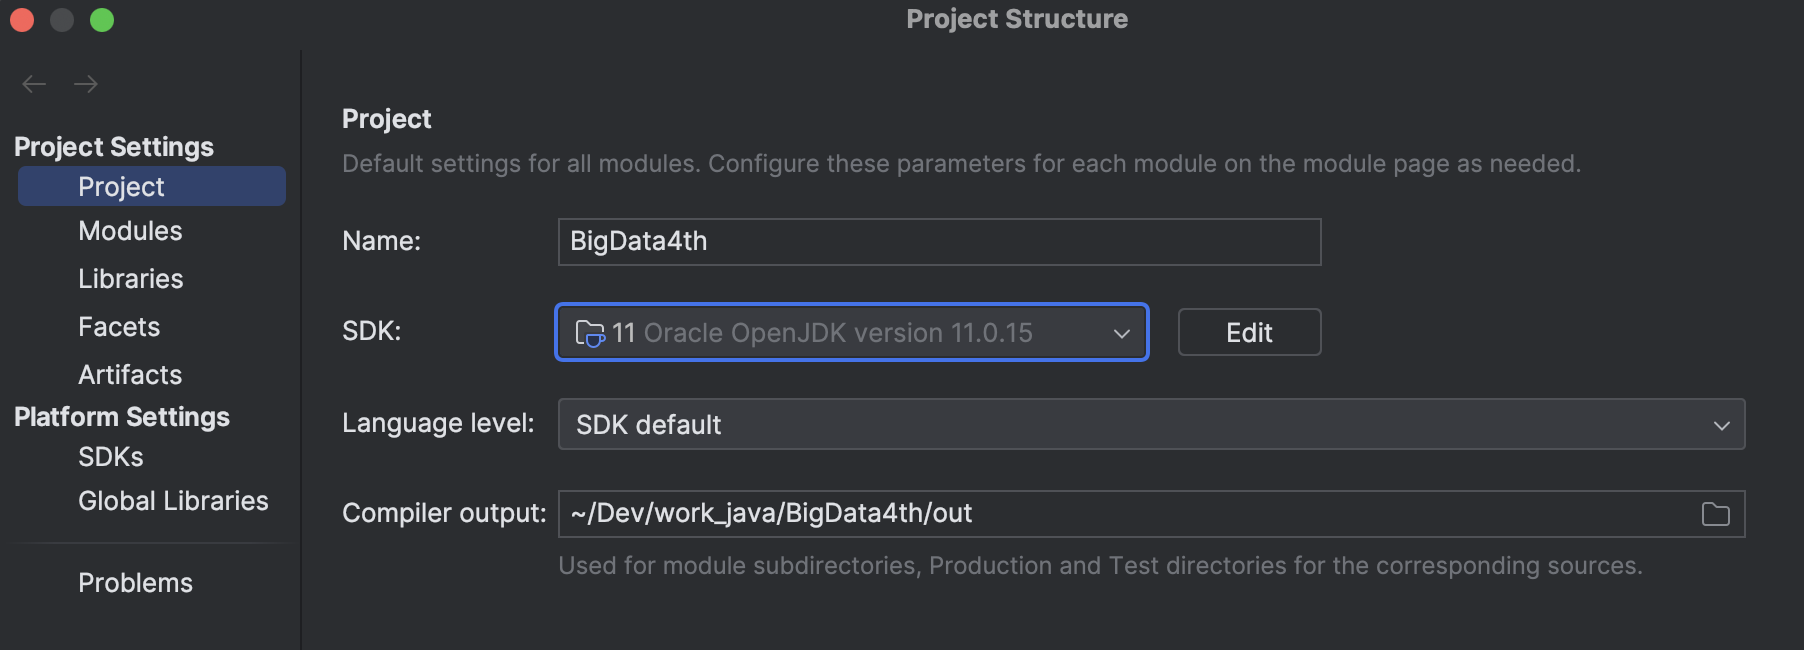 Project Structure
Project Settings
Project
Modules
Libraries
Facets
Artifacts
Platform Settings
SDKs
Global Libraries
Problems
Project
Default settings for all modules. Configure these parameters for each module on the module page as needed.
Name: BigData4th
SDK: 11 Oracle OpenJDK version 11.0.15 Edit
Language level: SDK default
Compiler output: ~/Dev/work_java/BigData4th/out
Used for module subdirectories, Production and Test directories for the corresponding sources.